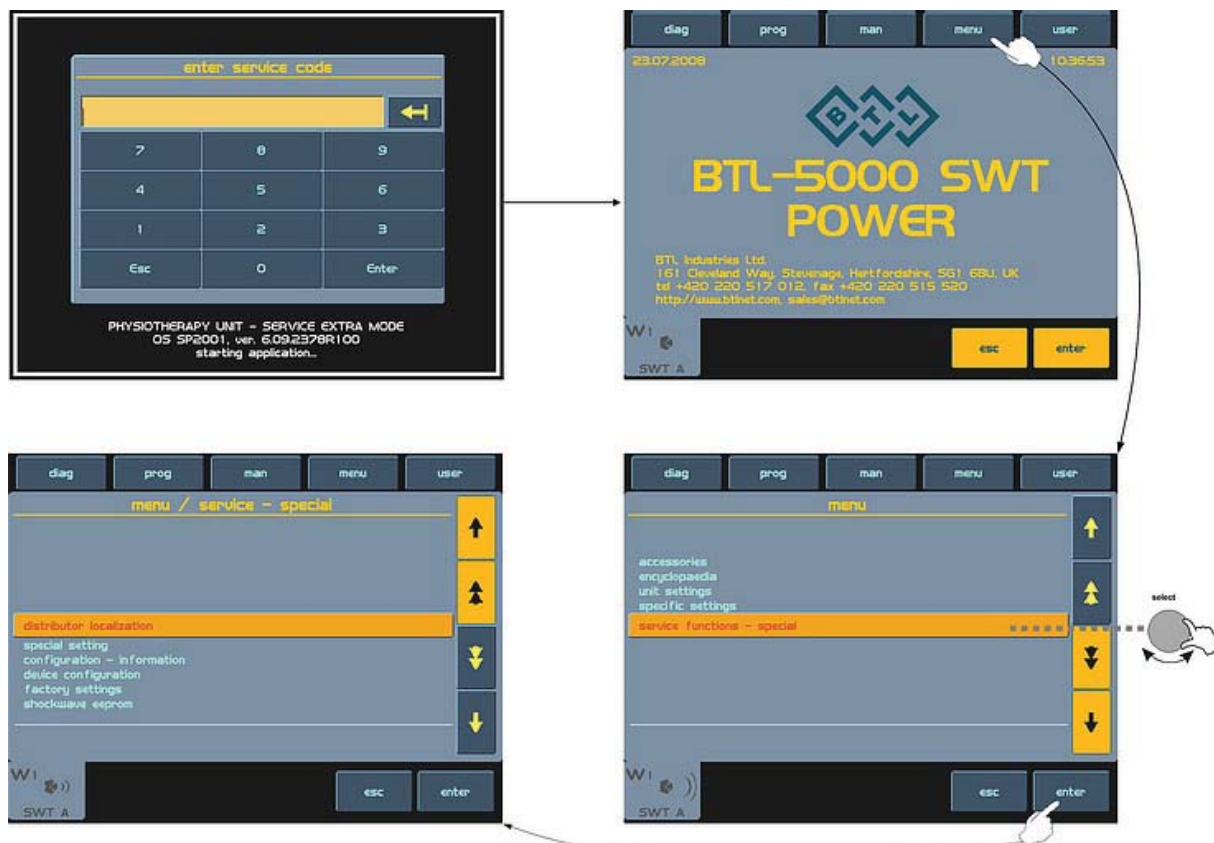 enter service code
7 8 9
4 5 6
1 2 3
Esc 0 Enter
PHYSIOTHERAPY UNIT - SERVICE EXTRA MODE
OS SP2001, ver. 6.09.2378R100
starting application...
diag prog man menu user
23.07.2008 10:36:53
BTL
BTL-5000 SWT
POWER
BTL Industries Ltd.
161 Cleveland Way, Stevenage, Hertfordshire, SG1 6BU, UK
tel +420 220 517 012, fax +420 220 515 520
http://www.btlnet.com, sales@btlnet.com
W1
SWT A
esc enter
diag prog man menu user
menu / service - special
distributor localization
special setting
configuration - information
device configuration
factory settings
shockwave eeprom
W1
SWT A
esc enter
diag prog man menu user
menu
accessories
encyclopaedia
unit settings
specific settings
service functions - special
select
W1
SWT A
esc enter